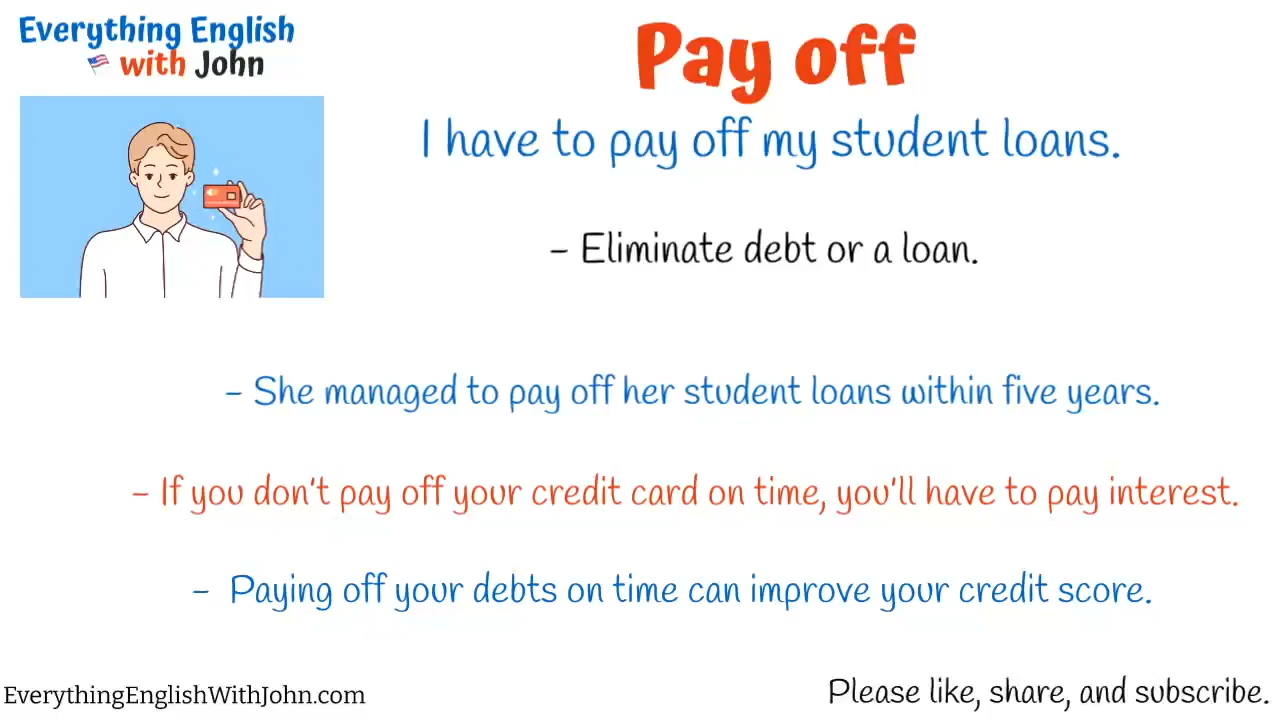 Everything English
with John
Pay off
I have to pay off my student loans.
- Eliminate debt or a loan.
- She managed to pay off her student loans within five years.
- If you don't pay off your credit card on time, you'll have to pay interest.
- Paying off your debts on time can improve your credit score.
EverythingEnglishWithJohn.com
Please like, share, and subscribe.